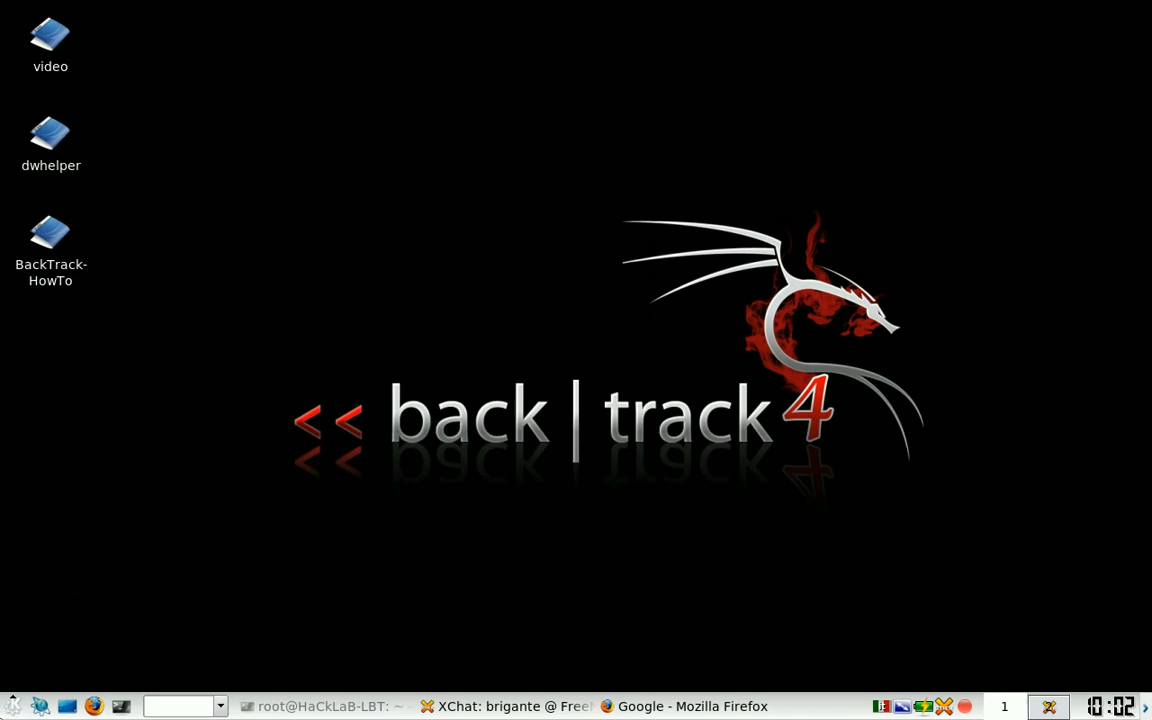 video
dwhelper
BackTrack-
HowTo
<< back | track 4
root@HaCkLaB-LBT: ~
XChat: brigante @ Free
Google - Mozilla Firefox
1
10:02